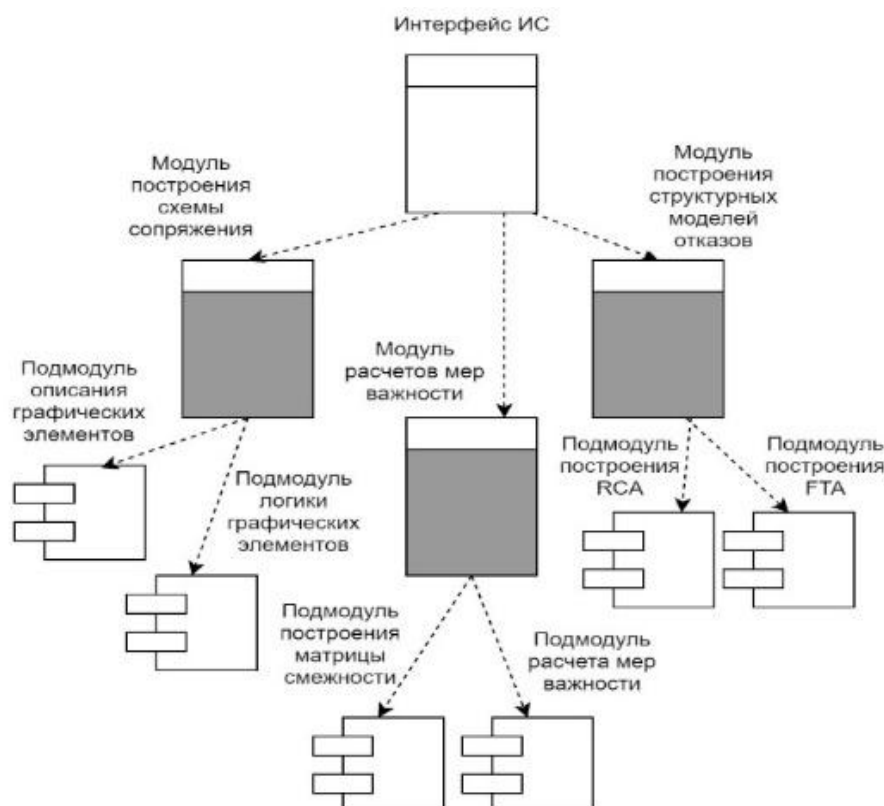 Интерфейс ИС
Модуль
построения
схемы
сопряжения
Модуль
построения
структурных
моделей
отказов
Модуль
расчетов мер
важности
Подмодуль
описания
графических
элементов
Подмодуль
логики
графических
элементов
Подмодуль
построения
RCA
Подмодуль
построения
FTA
Подмодуль
построения
матрицы
смежности
Подмодуль
расчета мер
важности